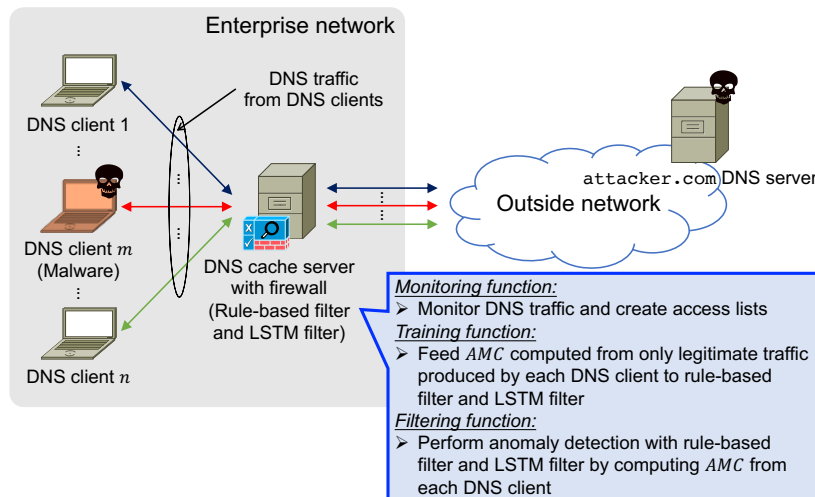 Enterprise network
DNS traffic
from DNS clients
DNS client 1
⋮
DNS client m
(Malware)
⋮
DNS client n
⋮
⋮
DNS cache server
with firewall
(Rule-based filter
and LSTM filter)
⋮
attacker.com DNS server
Outside network
Monitoring function:
➢ Monitor DNS traffic and create access lists
Training function:
➢ Feed AMC computed from only legitimate traffic
produced by each DNS client to rule-based
filter and LSTM filter
Filtering function:
➢ Perform anomaly detection with rule-based
filter and LSTM filter by computing AMC from
each DNS client